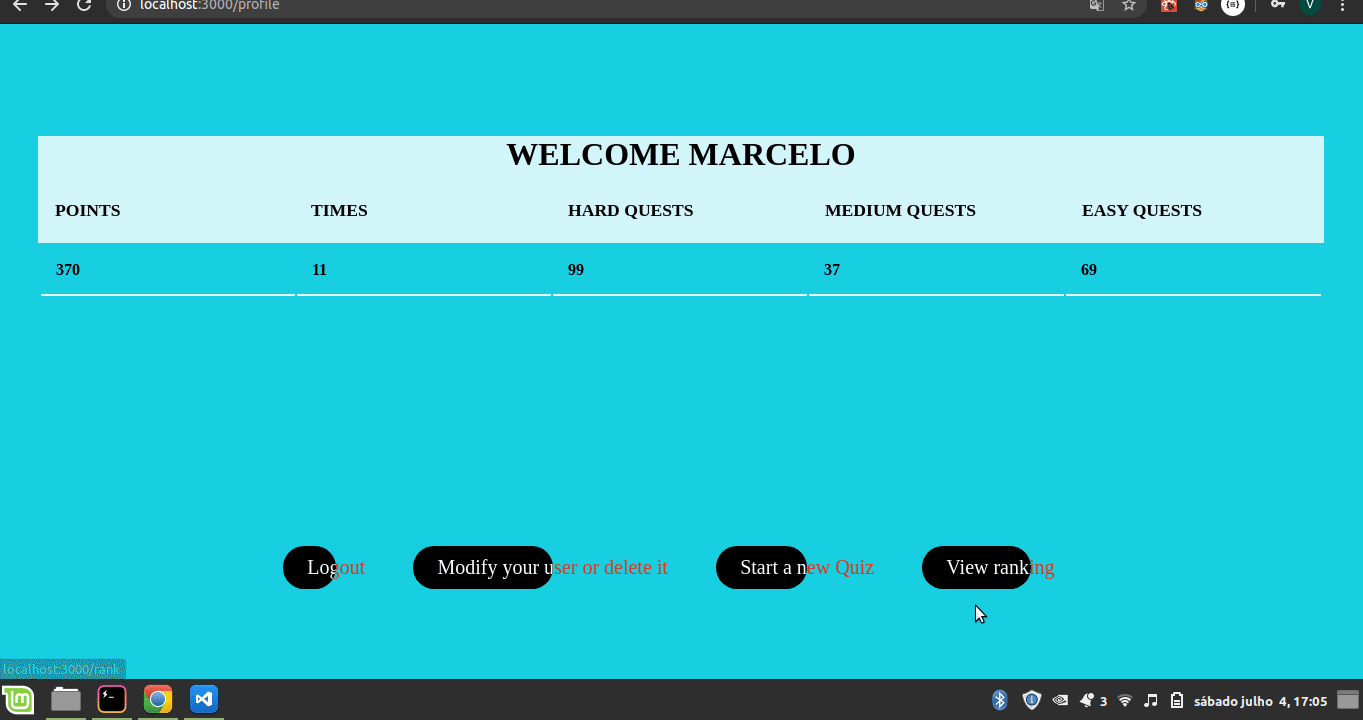 localhost:3000/profile
V
WELCOME MARCELO
POINTS TIMES HARD QUESTS MEDIUM QUESTS EASY QUESTS
370 11 99 37 69
Logout Modify your user or delete it Start a new Quiz View ranking
localhost:3000/rank
3 sábado julho 4, 17:05